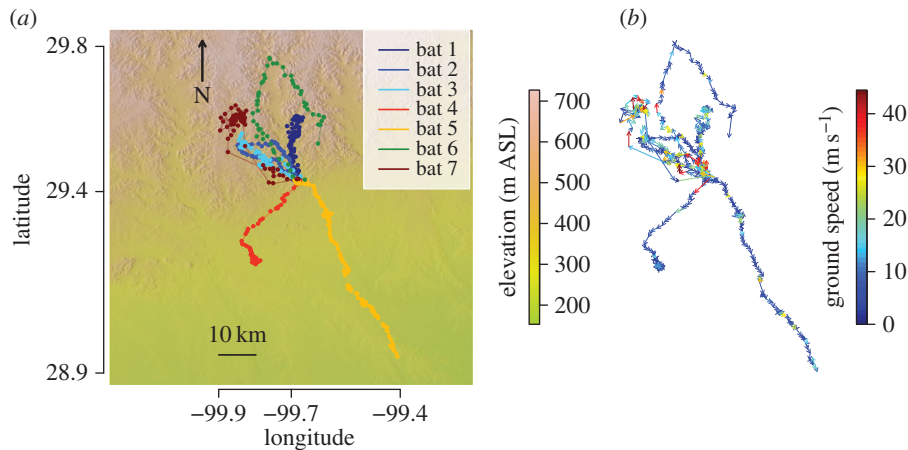 (a)
29.8
29.4
28.9
latitude
N
10 km
bat 1
bat 2
bat 3
bat 4
bat 5
bat 6
bat 7
−99.9
−99.7
−99.4
longitude
elevation (m ASL)
700
600
500
400
300
200
(b)
ground speed (m s−1)
40
30
20
10
0